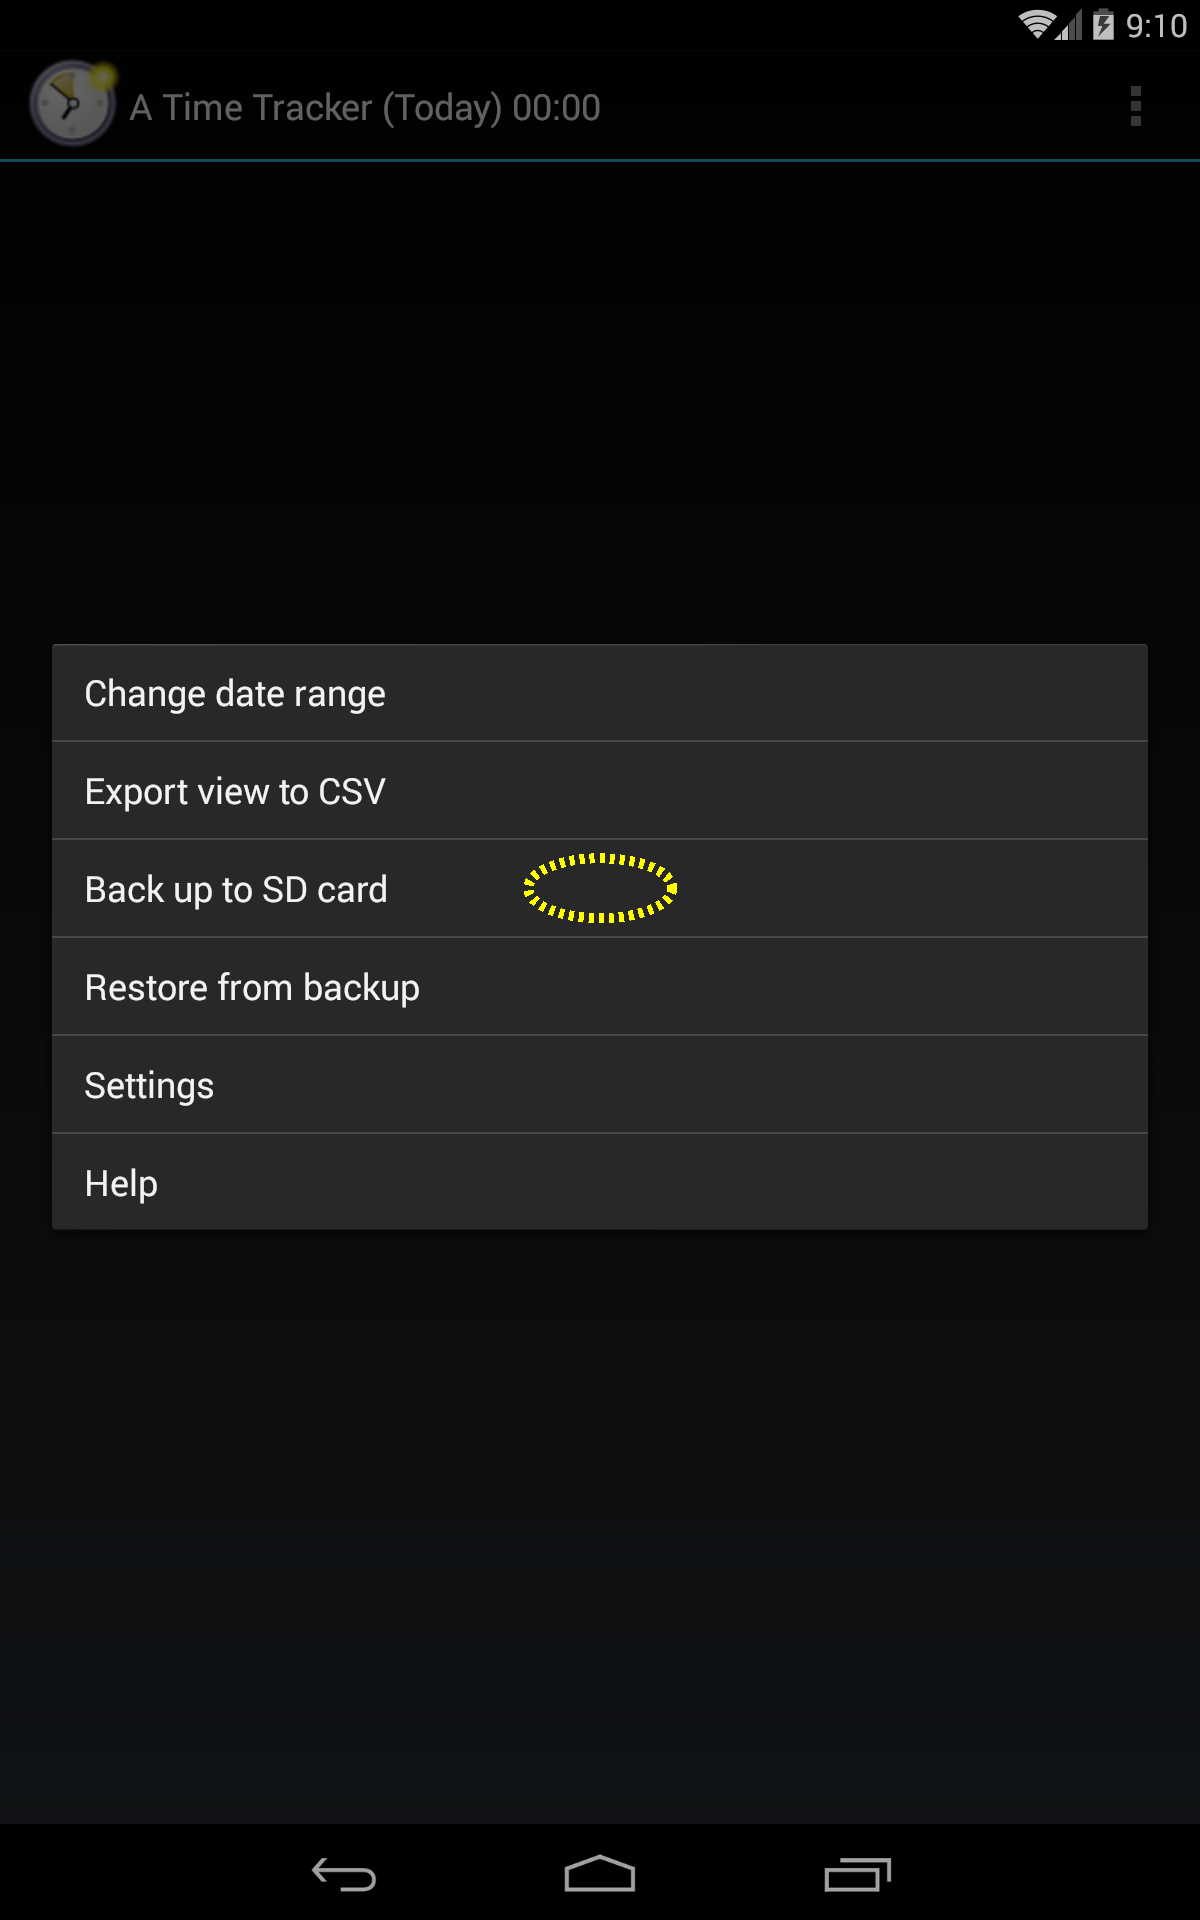 9:10
A Time Tracker (Today) 00:00
Change date range
Export view to CSV
Back up to SD card
Restore from backup
Settings
Help